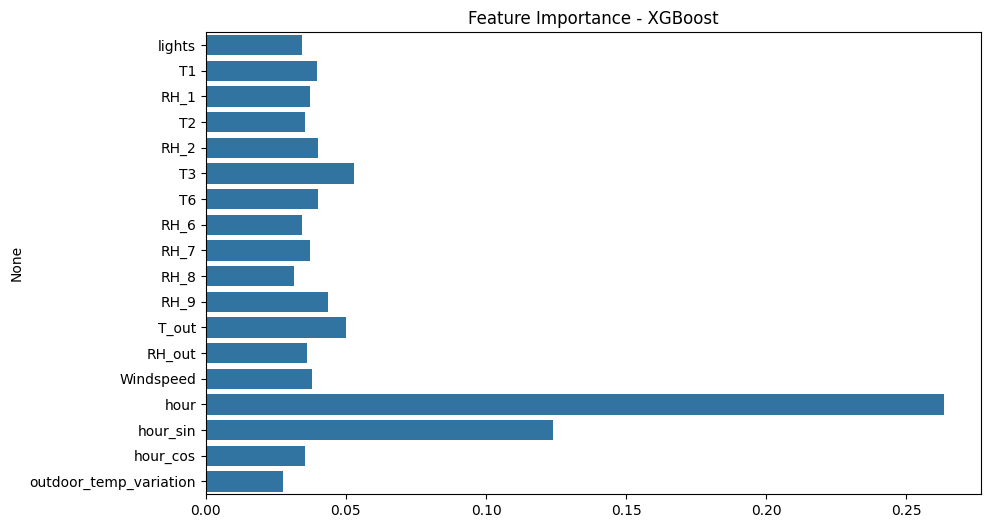 Feature Importance - XGBoost
None
lights
T1
RH_1
T2
RH_2
T3
T6
RH_6
RH_7
RH_8
RH_9
T_out
RH_out
Windspeed
hour
hour_sin
hour_cos
outdoor_temp_variation
0.00 0.05 0.10 0.15 0.20 0.25